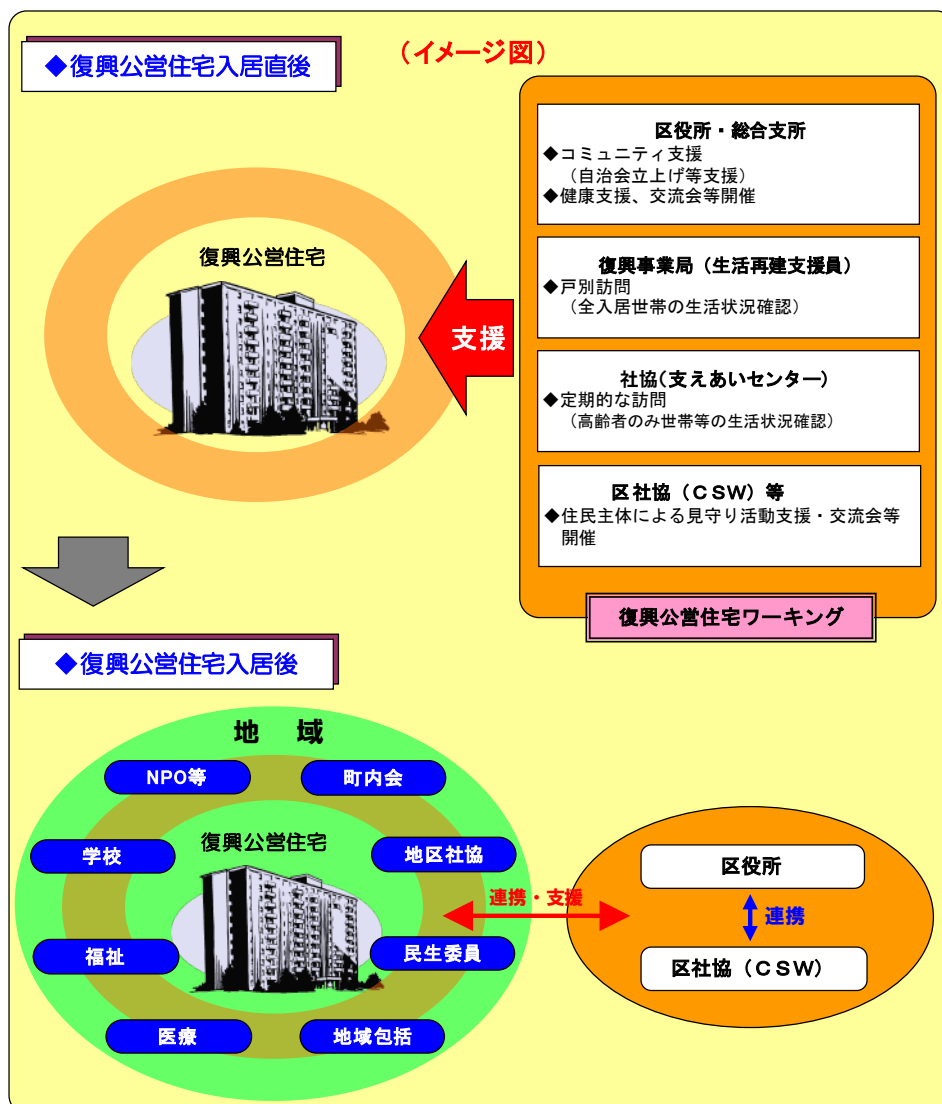 (イメージ図)
◆復興公営住宅入居直後
区役所・総合支所
◆コミュニティ支援
(自治会立上げ等支援)
◆健康支援、交流会等開催
復興事業局(生活再建支援員)
◆戸別訪問
(全入居世帯の生活状況確認)
社協(支えあいセンター)
◆定期的な訪問
(高齢者のみ世帯等の生活状況確認)
区社協(CSW)等
◆住民主体による見守り活動支援・交流会等
開催
復興公営住宅ワーキング
復興公営住宅
支援
◆復興公営住宅入居後
地 域
NPO等
町内会
学校
復興公営住宅
地区社協
福祉
民生委員
医療
地域包括
連携・支援
区役所
連携
区社協(CSW)